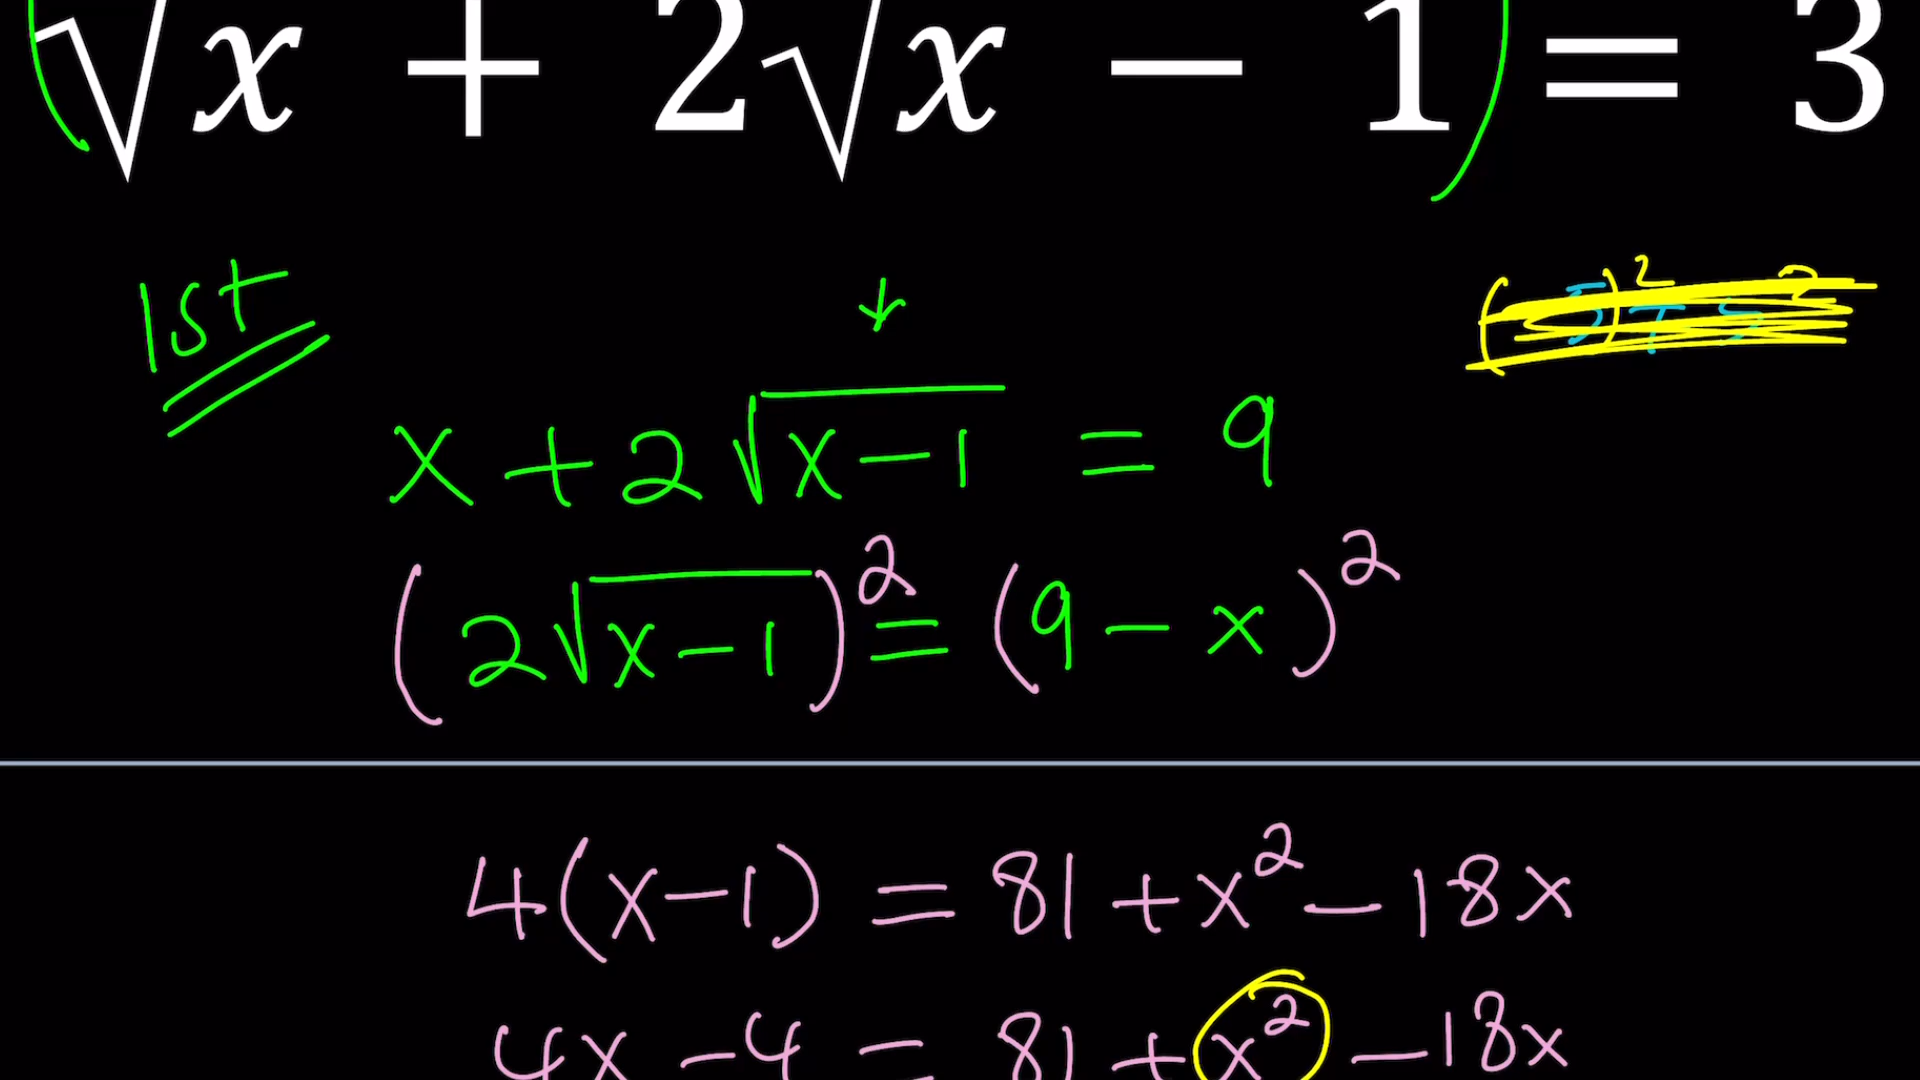 (√x + 2√x − 1) = 3
1st
↓
x + 2√x−1 = 9
(2√x−1)² = (9 − x)²
4(x−1) = 81 + x² − 18x
4x − 4 = 81 + x² − 18x